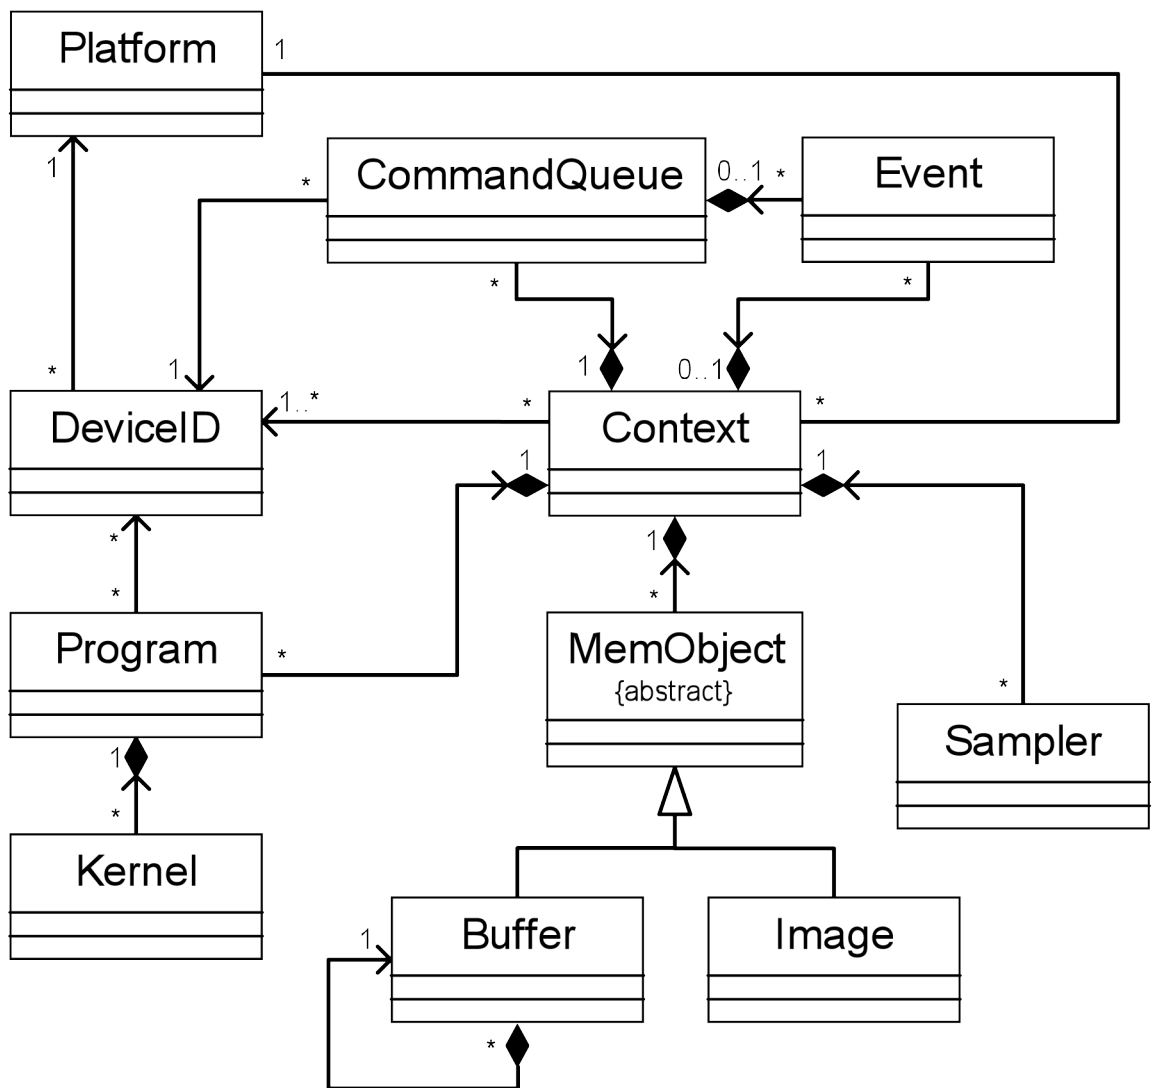 Platform
1
1
CommandQueue
0..1
*
Event
*
*
*
*
1
1
0..1
DeviceID
1..*
*
Context
*
1
1
*
1
*
*
Program
*
MemObject
{abstract}
*
Sampler
1
*
Kernel
Buffer
Image
1
*